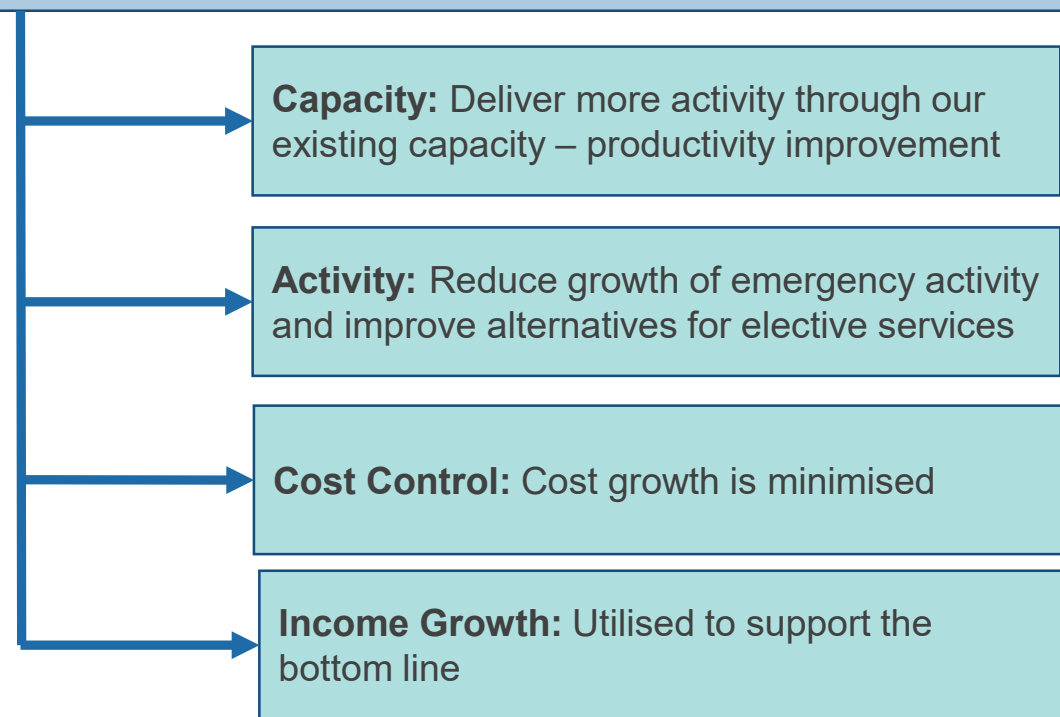 Capacity: Deliver more activity through our
existing capacity – productivity improvement
Activity: Reduce growth of emergency activity
and improve alternatives for elective services
Cost Control: Cost growth is minimised
Income Growth: Utilised to support the
bottom line